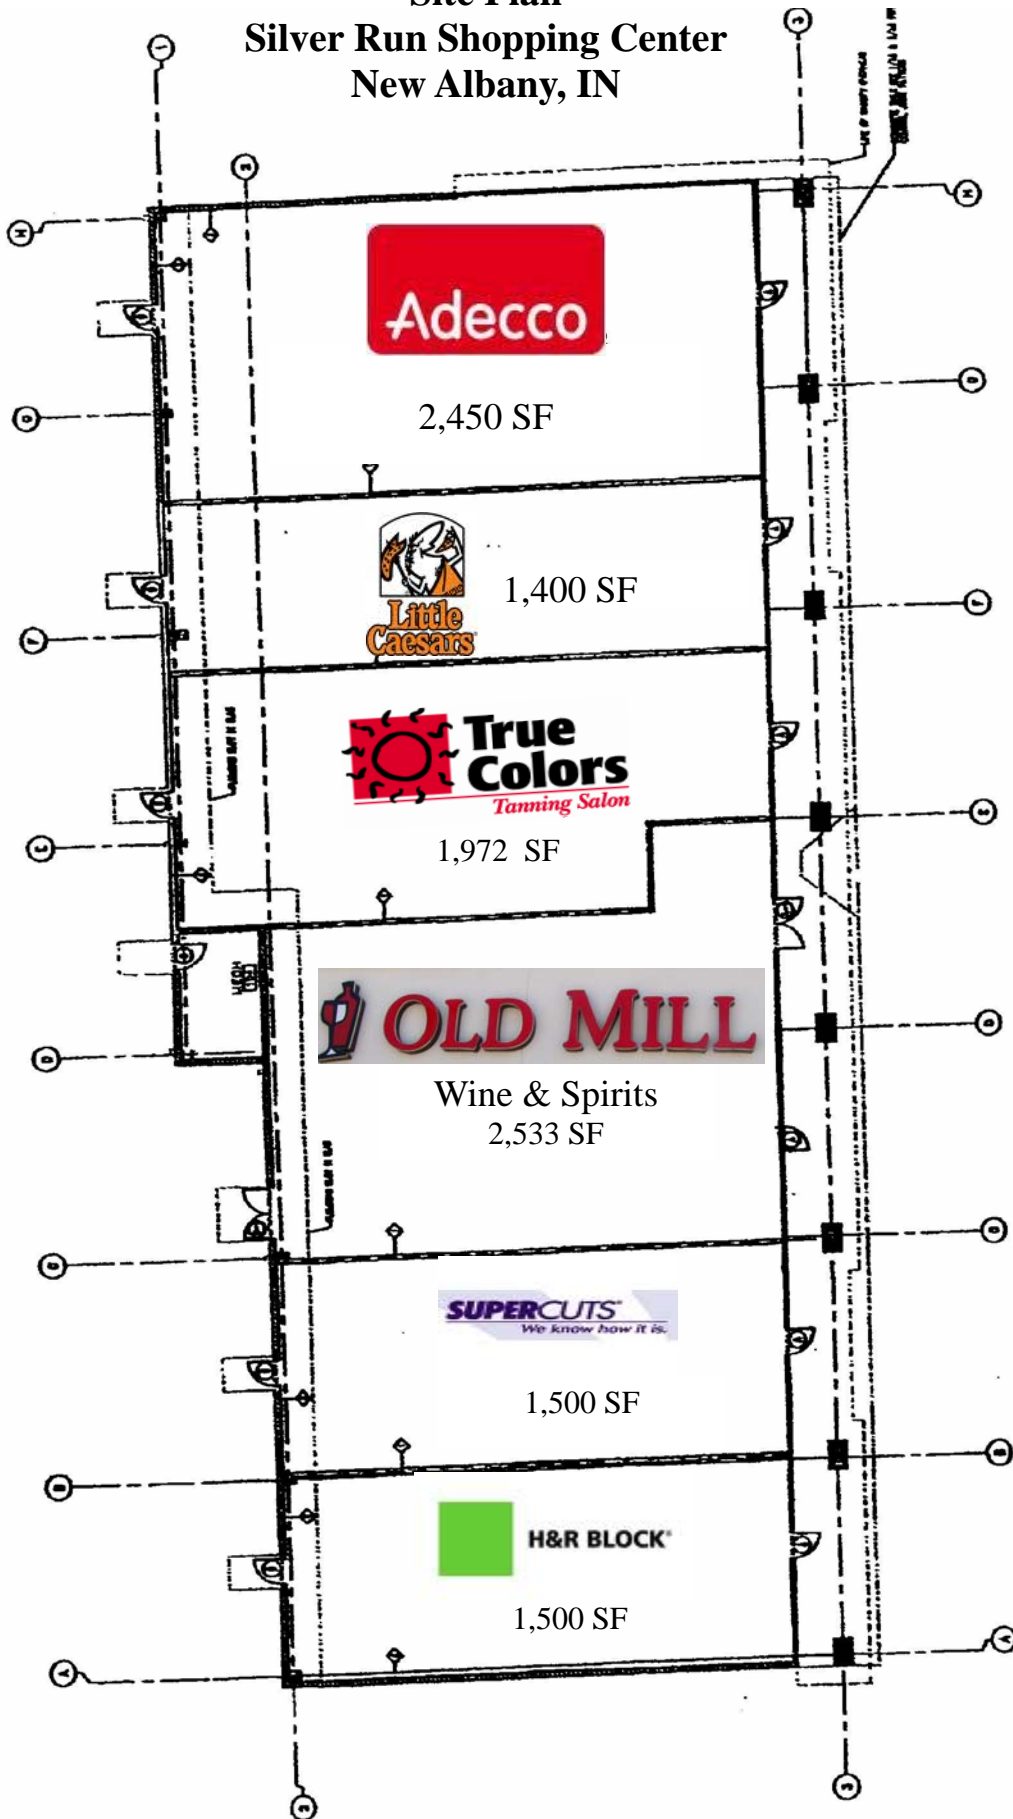 Site Plan
Silver Run Shopping Center
New Albany, IN
Adecco
2,450 SF
Little
Caesars
1,400 SF
True
Colors
Tanning Salon
1,972 SF
OLD MILL
Wine & Spirits
2,533 SF
SUPERCUTS
We know how it is.
1,500 SF
H&R BLOCK
1,500 SF